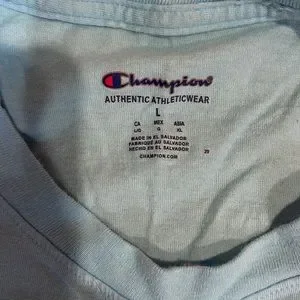 Champion
AUTHENTIC ATHLETICWEAR
L
CA MEX ASIA
L/G G XL
MADE IN EL SALVADOR
FABRIQUÉ AU SALVADOR
HECHO EN EL SALVADOR
CHAMPION.COM